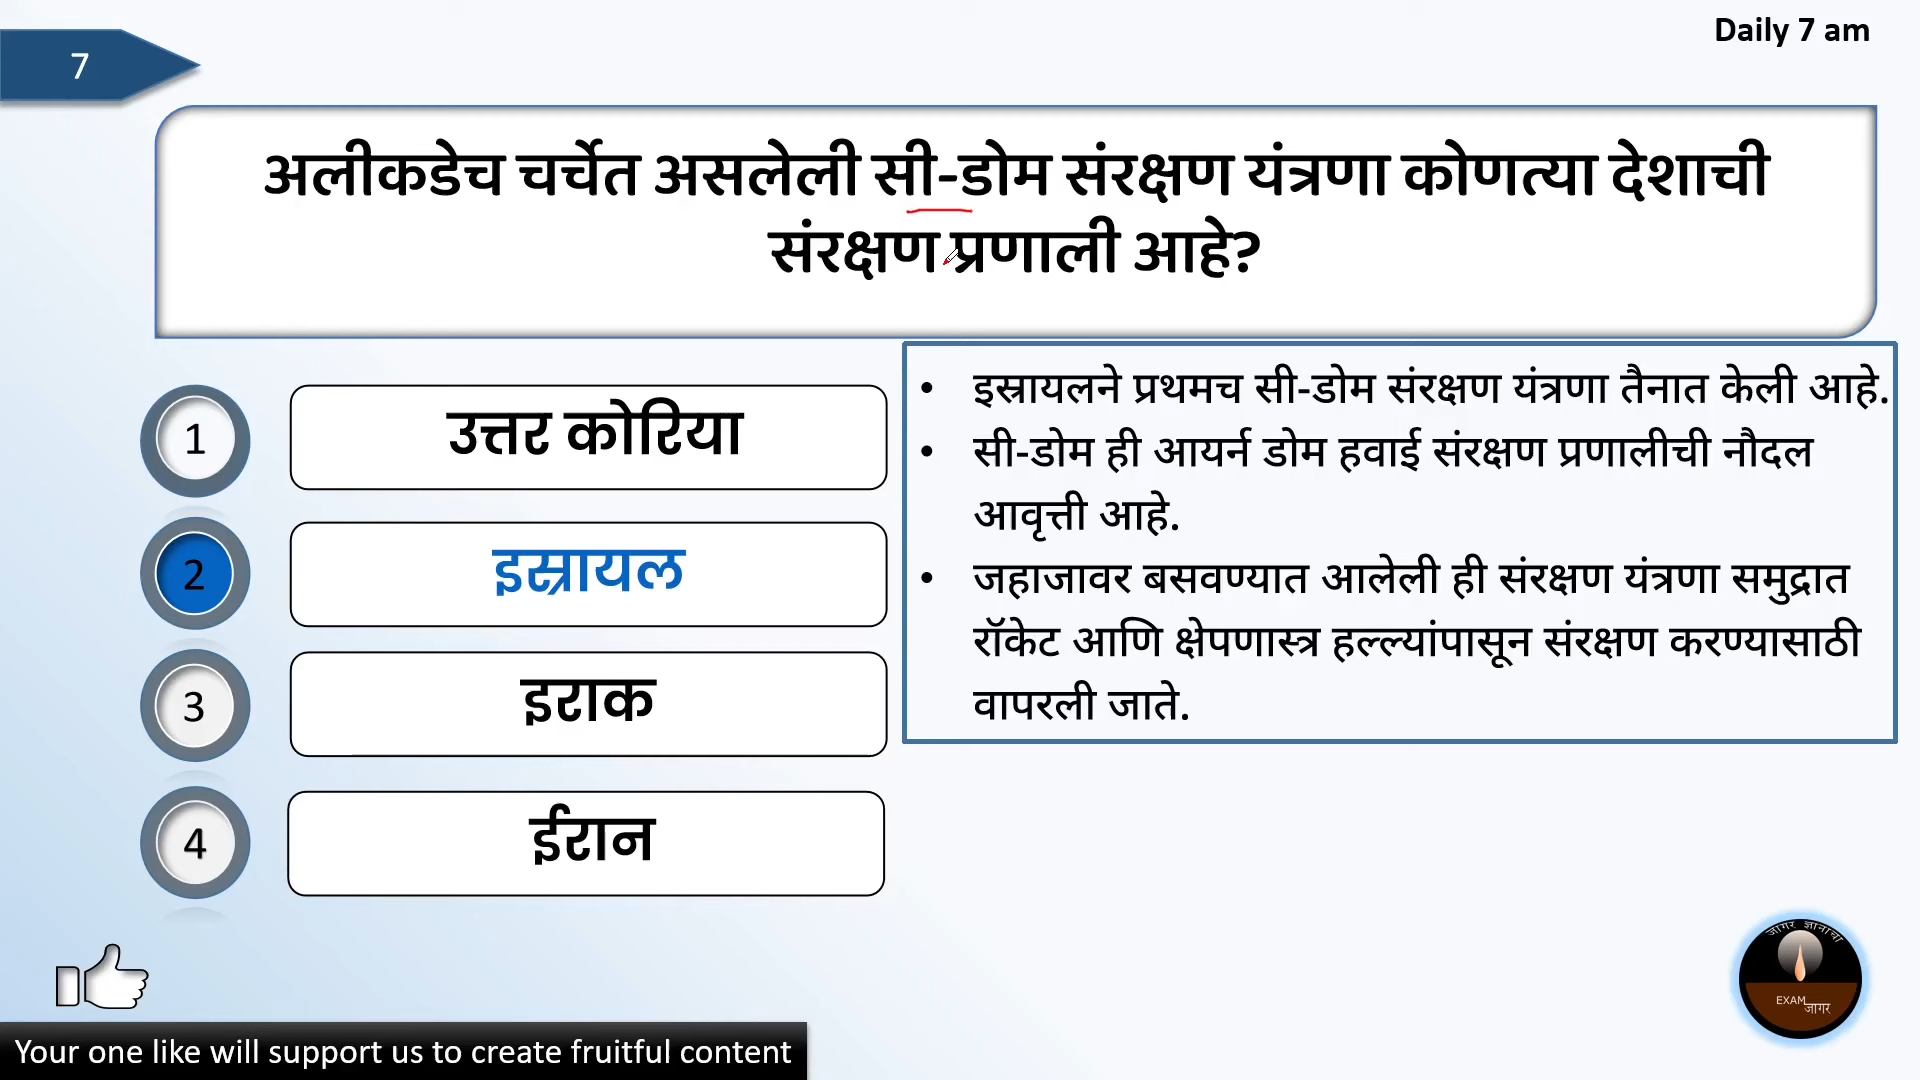 Daily 7 am
7
अलीकडेच चर्चेत असलेली सी-डोम संरक्षण यंत्रणा कोणत्या देशाची
संरक्षण प्रणाली आहे?
1
उत्तर कोरिया
2
इस्रायल
3
इराक
4
ईरान
• इस्रायलने प्रथमच सी-डोम संरक्षण यंत्रणा तैनात केली आहे.
• सी-डोम ही आयर्न डोम हवाई संरक्षण प्रणालीची नौदल
आवृत्ती आहे.
• जहाजावर बसवण्यात आलेली ही संरक्षण यंत्रणा समुद्रात
रॉकेट आणि क्षेपणास्त्र हल्ल्यांपासून संरक्षण करण्यासाठी
वापरली जाते.
जागर ज्ञानाचा
EXAM
जागर
Your one like will support us to create fruitful content